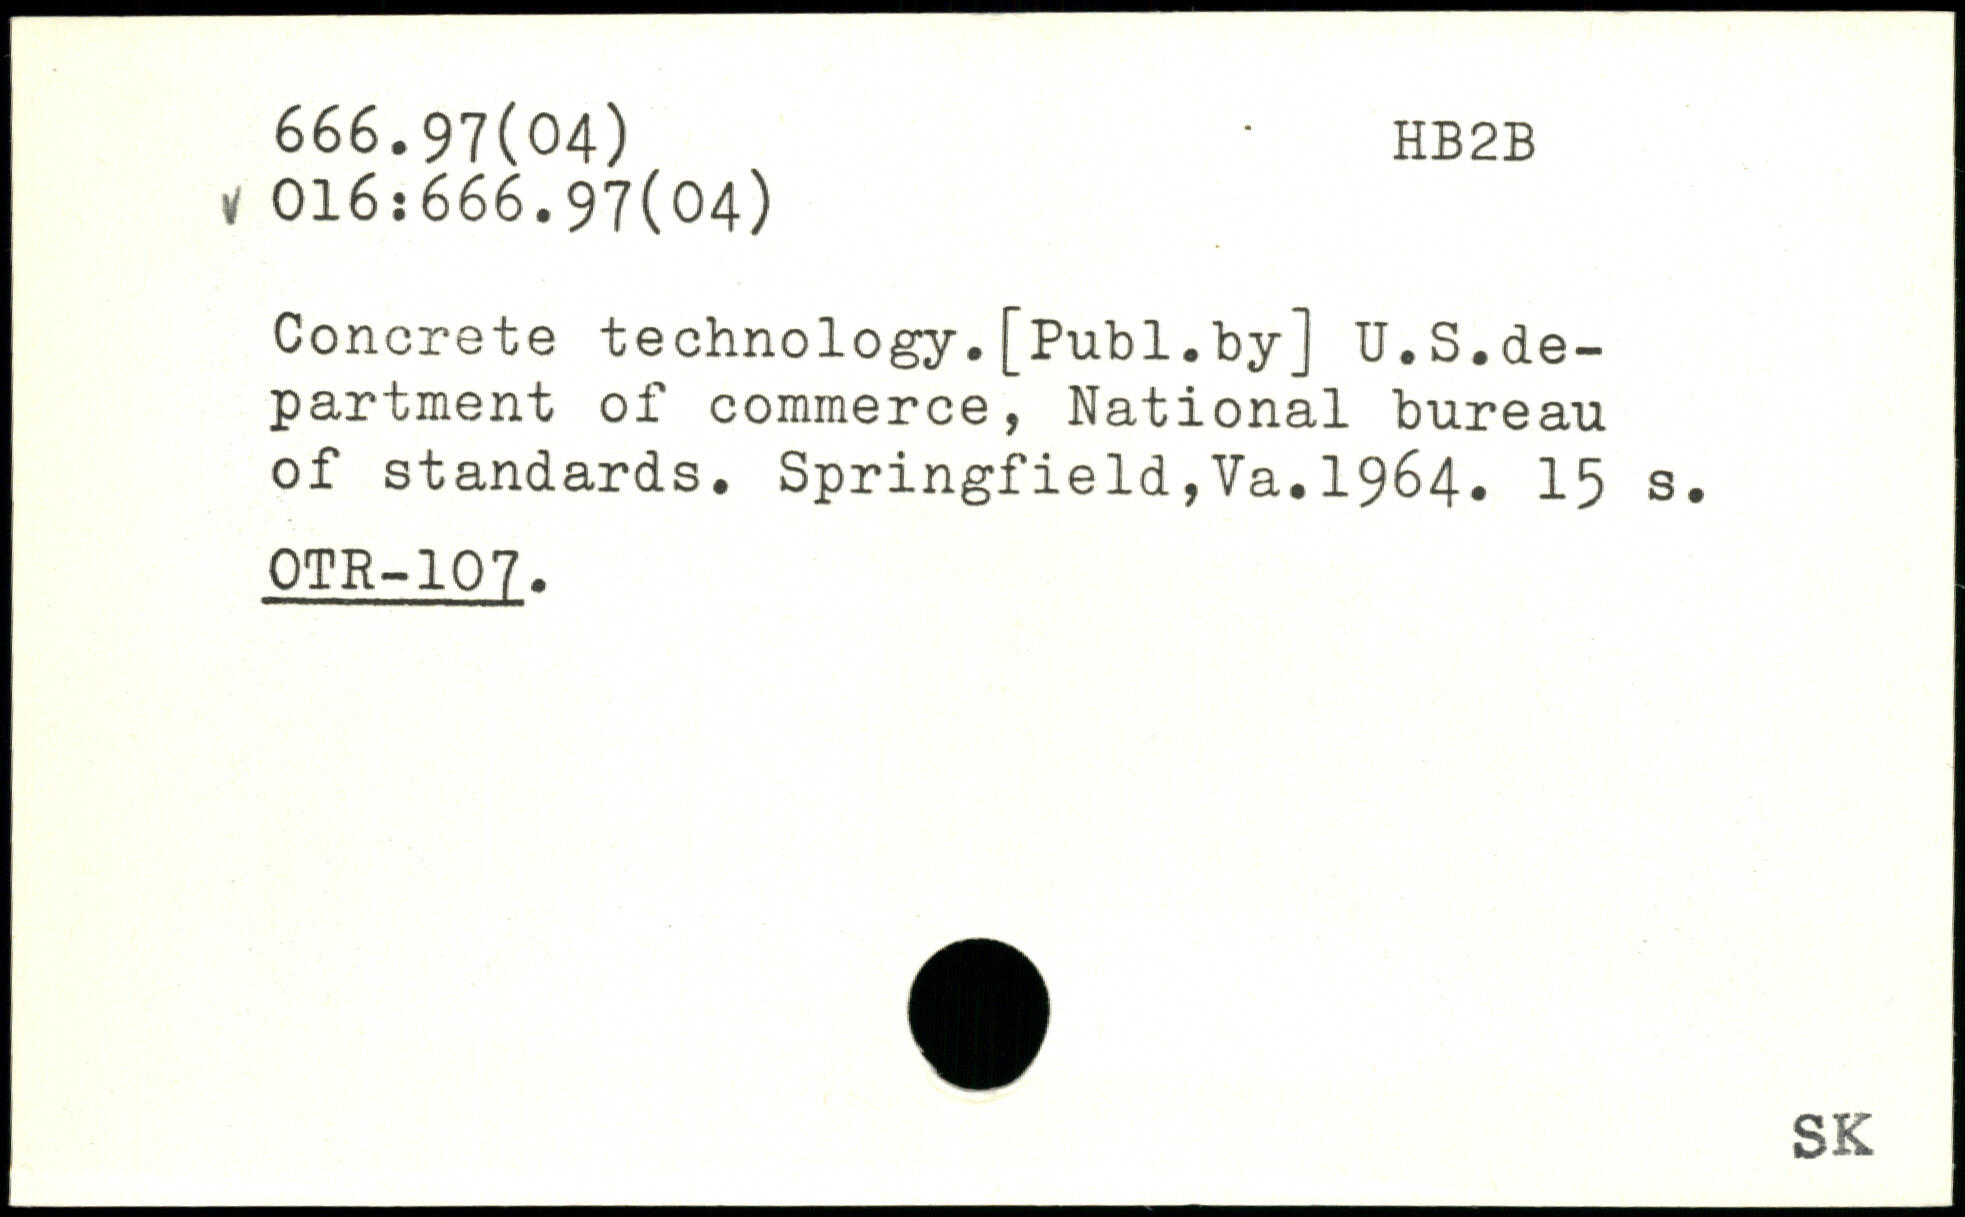 666.97(04) HB2B
v 016:666.97(04)
Concrete technology.[Publ.by] U.S.de-
partment of commerce, National bureau
of standards. Springfield,Va.1964. 15 s.
OTR-107.
SK